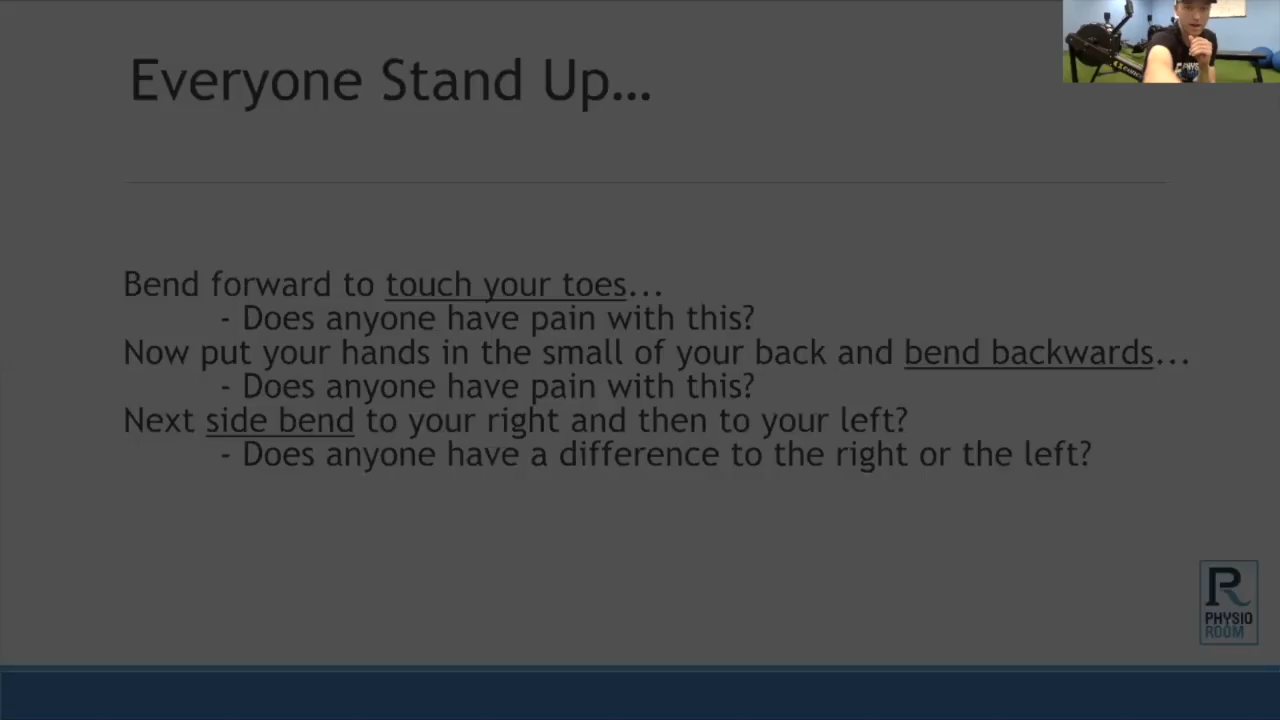 Everyone Stand Up...
Bend forward to touch your toes...
- Does anyone have pain with this?
Now put your hands in the small of your back and bend backwards...
- Does anyone have pain with this?
Next side bend to your right and then to your left?
- Does anyone have a difference to the right or the left?
R
PHYSIO
ROOM